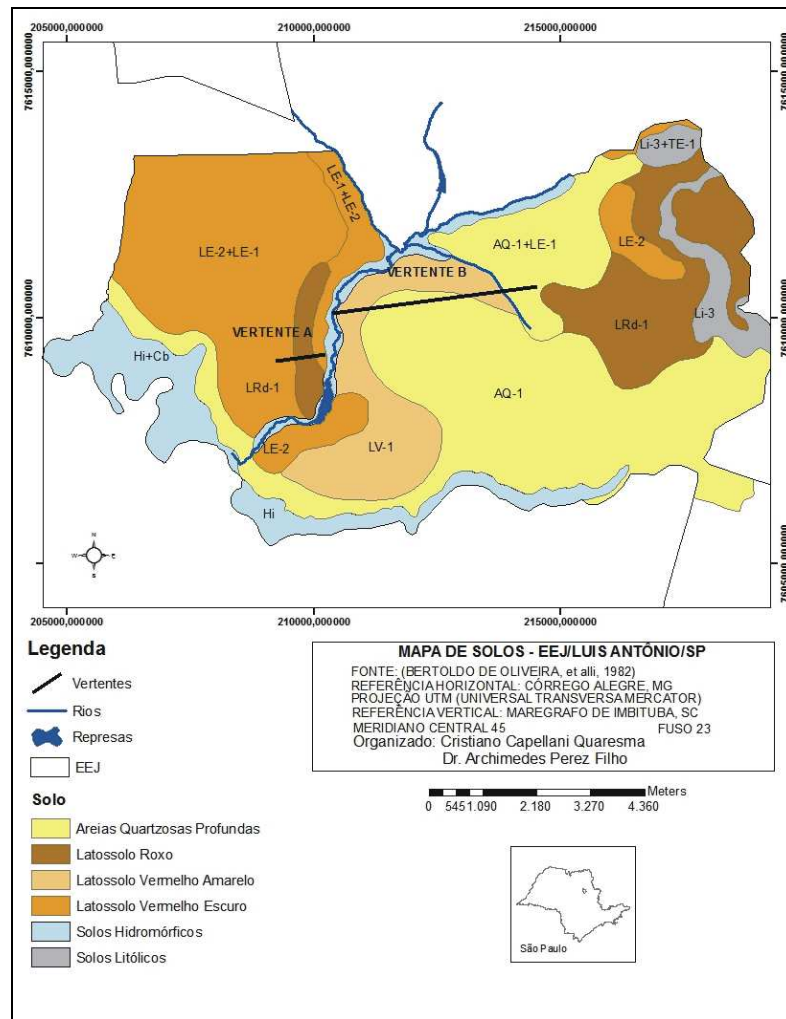 205000,000000
210000,000000
215000,000000
7615000,000000
7615000,000000
Li-3+TE-1
LE-1+LE-2
LE-2+LE-1
AQ-1+LE-1
LE-2
VERTENTE B
7610000,000000
7610000,000000
Li-3
VERTENTE A
LRd-1
Hi+Cb
LRd-1
AQ-1
LE-2
LV-1
Hi
N
W
E
S
7605000,000000
205000,000000
210000,000000
215000,000000
Legenda
Vertentes
Rios
Represas
EEJ
Solo
Areias Quartzosas Profundas
Latossolo Roxo
Latossolo Vermelho Amarelo
Latossolo Vermelho Escuro
Solos Hidromórficos
Solos Litólicos
MAPA DE SOLOS - EEJ/LUIS ANTÔNIO/SP
FONTE: (BERTOLDO DE OLIVEIRA, et alli, 1982)
REFERÊNCIA HORIZONTAL: CÓRREGO ALEGRE, MG
PROJEÇÃO UTM (UNIVERSAL TRANSVERSA MERCATOR)
REFERÊNCIA VERTICAL: MAREGRAFO DE IMBITUBA, SC
MERIDIANO CENTRAL 45 FUSO 23
Organizado: Cristiano Capellani Quaresma
Dr. Archimedes Perez Filho
Meters
0 545 1.090 2.180 3.270 4.360
São Paulo